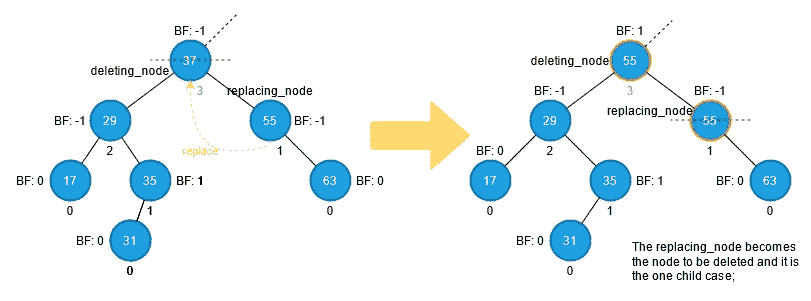 BF: -1
37
deleting_node
3
replacing_node
BF: -1
29
2
55
BF: -1
1
replace
BF: 0
17
0
35
BF: 1
1
63
BF: 0
0
BF: 0
31
0
BF: 1
55
deleting_node
3
BF: -1
BF: -1
replacing_node
29
2
55
1
BF: 0
17
0
35
BF: 1
1
BF: 0
63
0
BF: 0
31
0
The replacing_node becomes
the node to be deleted and it is
the one child case;